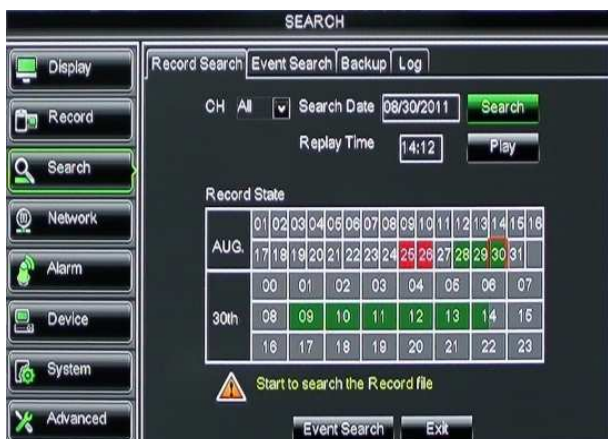 SEARCH
Display
Record
Search
Network
Alarm
Device
System
Advanced
Record Search Event Search Backup Log
CH All Search Date 08/30/2011 Search
Replay Time 14:12 Play
Record State
AUG.
01 02 03 04 05 06 07 08 09 10 11 12 13 14 15 16
17 18 19 20 21 22 23 24 25 26 27 28 29 30 31
30th
00 01 02 03 04 05 06 07
08 09 10 11 12 13 14 15
16 17 18 19 20 21 22 23
Start to search the Record file
Event Search Exit